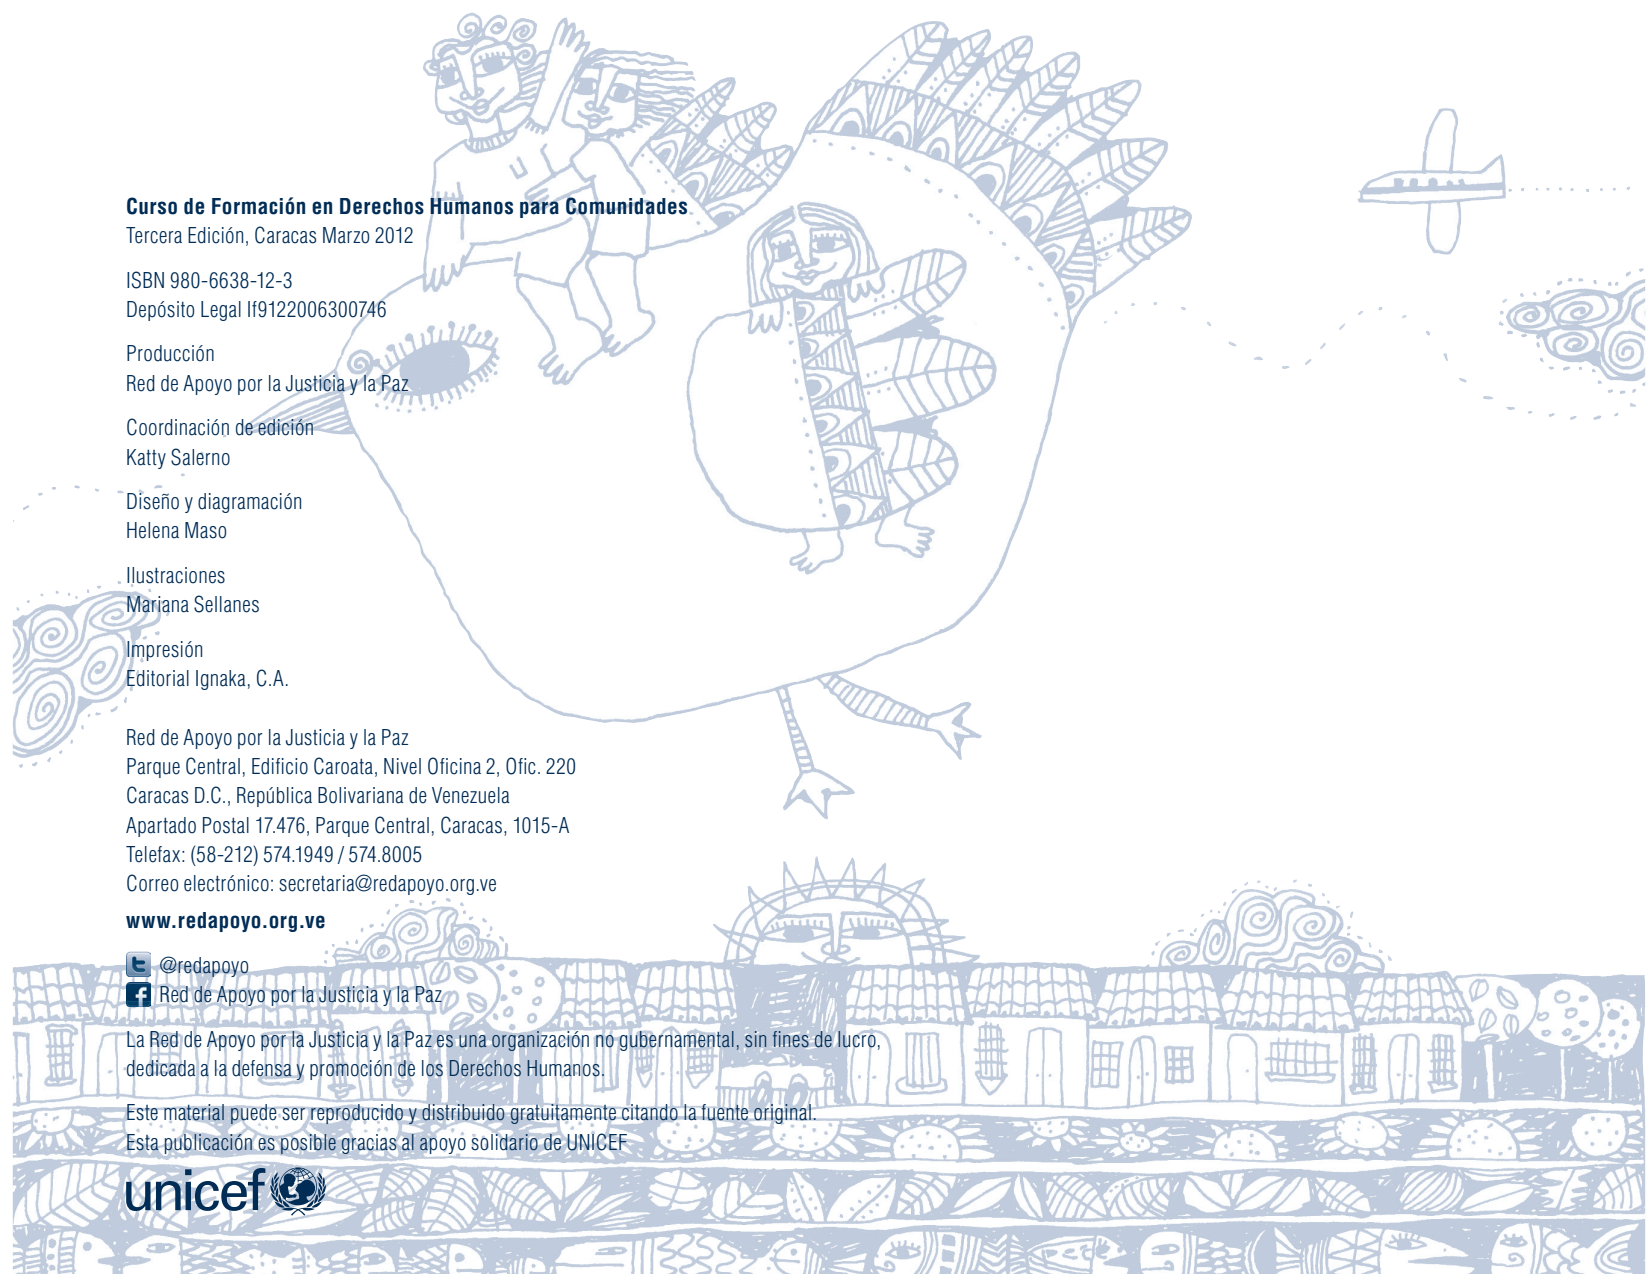 Curso de Formación en Derechos Humanos para Comunidades
Tercera Edición, Caracas Marzo 2012
ISBN 980-6638-12-3
Depósito Legal lf9122006300746
Producción
Red de Apoyo por la Justicia y la Paz
Coordinación de edición
Katty Salerno
Diseño y diagramación
Helena Maso
Ilustraciones
Mariana Sellanes
Impresión
Editorial Ignaka, C.A.
Red de Apoyo por la Justicia y la Paz
Parque Central, Edificio Caroata, Nivel Oficina 2, Ofic. 220
Caracas D.C., República Bolivariana de Venezuela
Apartado Postal 17.476, Parque Central, Caracas, 1015-A
Telefax: (58-212) 574.1949 / 574.8005
Correo electrónico: secretaria@redapoyo.org.ve
www.redapoyo.org.ve
@redapoyo
Red de Apoyo por la Justicia y la Paz
La Red de Apoyo por la Justicia y la Paz es una organización no gubernamental, sin fines de lucro,
dedicada a la defensa y promoción de los Derechos Humanos.
Este material puede ser reproducido y distribuido gratuitamente citando la fuente original.
Esta publicación es posible gracias al apoyo solidario de UNICEF
unicef